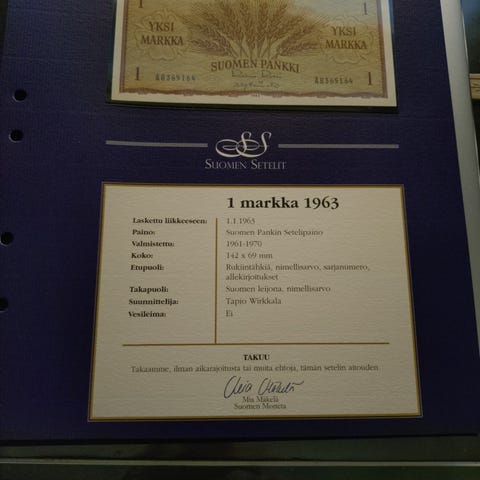 YKSI
MARKKA
YKSI
MARKKA
SUOMEN PANKKI
1
A8369164
A8369164
1
SS
SUOMEN SETELIT
1 markka 1963
Laskettu liikkeeseen: 1.1.1963
Paino: Suomen Pankin Setelipaino
Valmistettu: 1961-1970
Koko: 142 x 69 mm
Etupuoli: Rukiintähkiä, nimellisarvo, sarjanumero,
allekirjoitukset
Takapuoli: Suomen leijona, nimellisarvo
Suunnittelija: Tapio Wirkkala
Vesileima: Ei
TAKUU
Takaamme, ilman aikarajoitusta tai muita ehtoja, tämän setelin aitouden.
Mia Mäkelä
Suomen Moneta